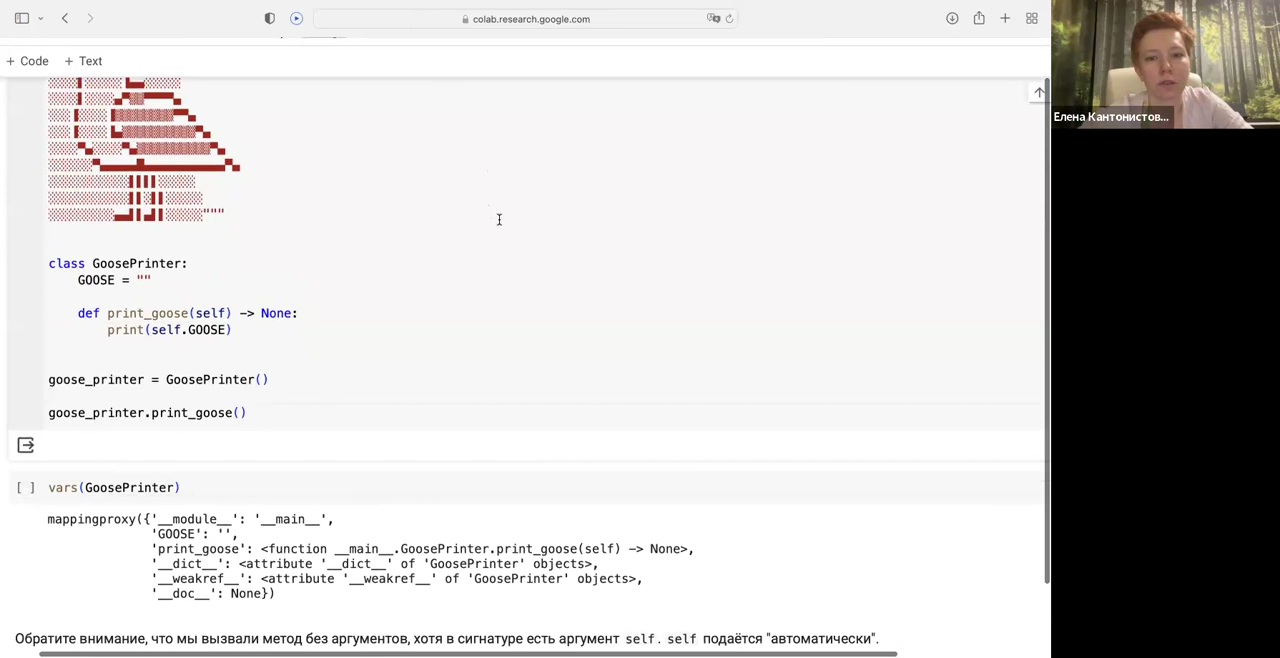 colab.research.google.com
+ Code + Text
Елена Кантонистов...
"""
class GoosePrinter:
GOOSE = ""
def print_goose(self) -> None:
print(self.GOOSE)
goose_printer = GoosePrinter()
goose_printer.print_goose()
[ ] vars(GoosePrinter)
mappingproxy({'__module__': '__main__',
'GOOSE': '',
'print_goose': <function __main__.GoosePrinter.print_goose(self) -> None>,
'__dict__': <attribute '__dict__' of 'GoosePrinter' objects>,
'__weakref__': <attribute '__weakref__' of 'GoosePrinter' objects>,
'__doc__': None})
Обратите внимание, что мы вызвали метод без аргументов, хотя в сигнатуре есть аргумент self. self подаётся "автоматически".